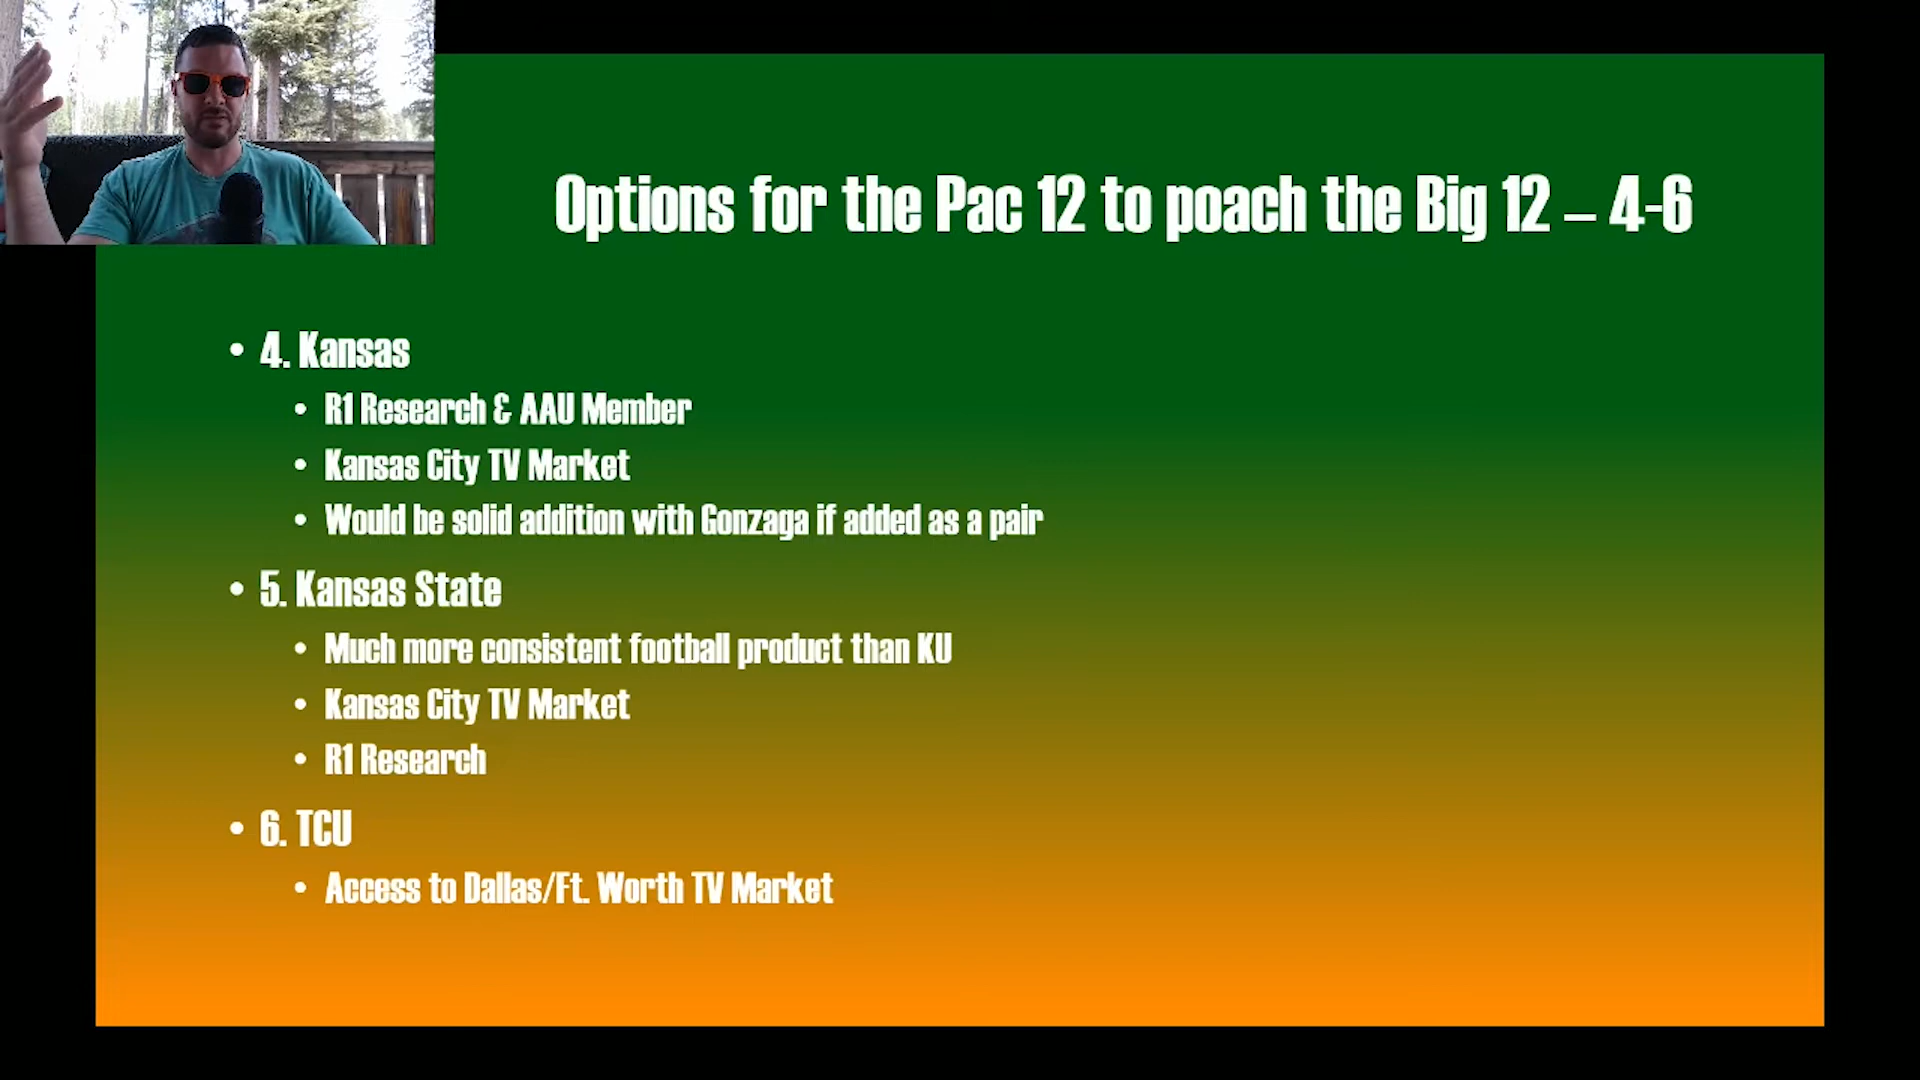 Options for the Pac 12 to poach the Big 12 – 4-6
• 4. Kansas
• R1 Research & AAU Member
• Kansas City TV Market
• Would be solid addition with Gonzaga if added as a pair
• 5. Kansas State
• Much more consistent football product than KU
• Kansas City TV Market
• R1 Research
• 6. TCU
• Access to Dallas/Ft. Worth TV Market